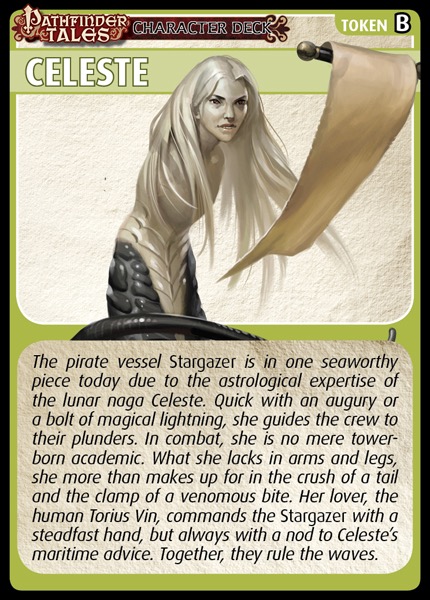 PATHFINDER
TALES
CHARACTER DECK
TOKEN B
CELESTE
The pirate vessel Stargazer is in one seaworthy
piece today due to the astrological expertise of
the lunar naga Celeste. Quick with an augury or
a bolt of magical lightning, she guides the crew to
their plunders. In combat, she is no mere tower-
born academic. What she lacks in arms and legs,
she more than makes up for in the crush of a tail
and the clamp of a venomous bite. Her lover, the
human Torius Vin, commands the Stargazer with a
steadfast hand, but always with a nod to Celeste's
maritime advice. Together, they rule the waves.